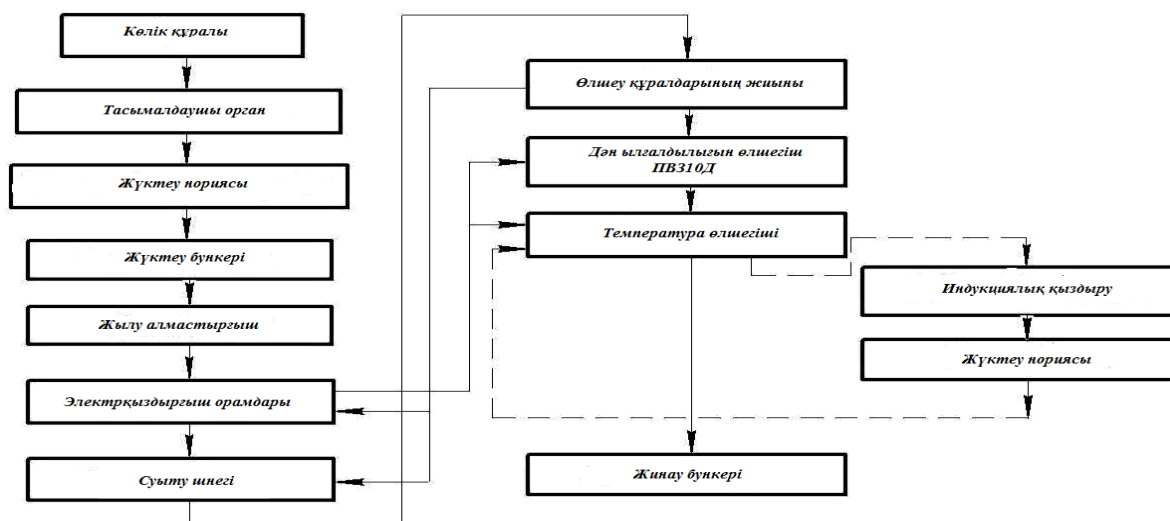 Көлік құралы
Тасымалдаушы орган
Жүктеу нориясы
Жүктеу бункері
Жылу алмастырғыш
Электрқыздырғыш орамдары
Суыту шнегі
Өлшеу құралдарының жиыны
Дән ылгалдылығын өлшегіш
ПВЗ10Д
Температура өлшегіші
Индукциялық қыздыру
Жүктеу нориясы
Жинау бункері